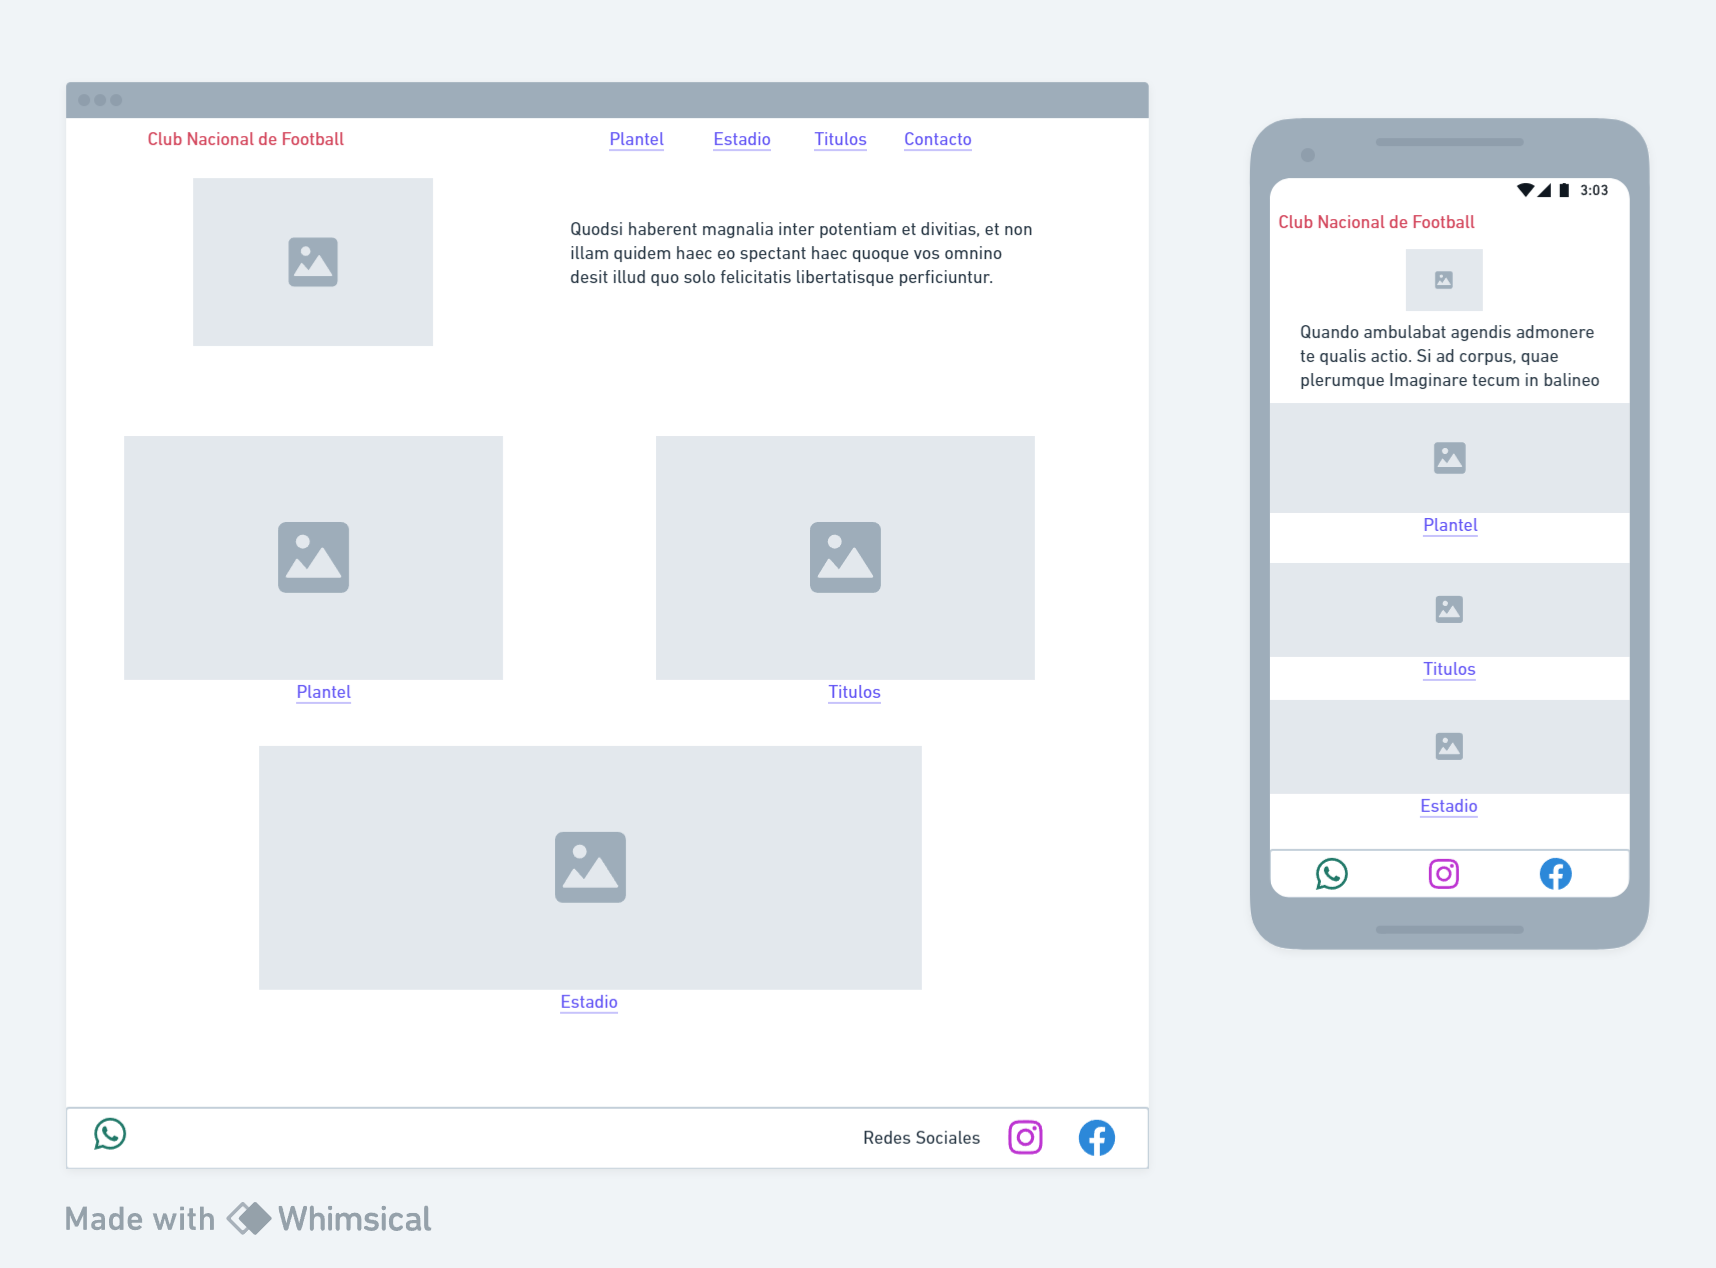 Club Nacional de Football
Plantel Estadio Titulos Contacto
Quodsi haberent magnalia inter potentiam et divitias, et non
illam quidem haec eo spectant haec quoque vos omnino
desit illud quo solo felicitatis libertatisque perficiuntur.
Plantel
Titulos
Estadio
Redes Sociales
3:03
Club Nacional de Football
Quando ambulabat agendis admonere
te qualis actio. Si ad corpus, quae
plerumque Imaginare tecum in balineo
Plantel
Titulos
Estadio
Made with Whimsical